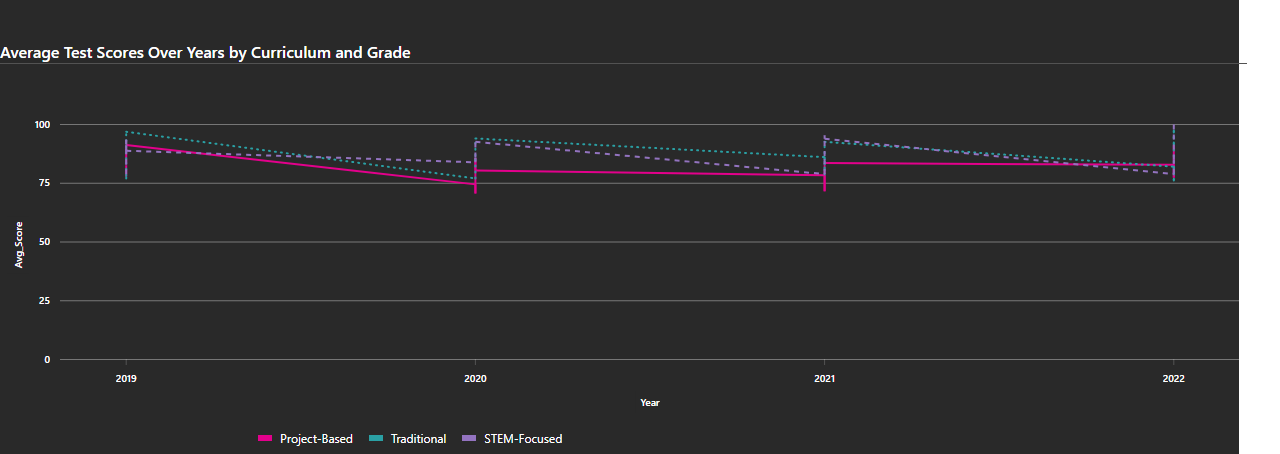 Average Test Scores Over Years by Curriculum and Grade
100
75
50
25
0
Avg_Score
2019 2020 2021 2022
Year
Project-Based Traditional STEM-Focused